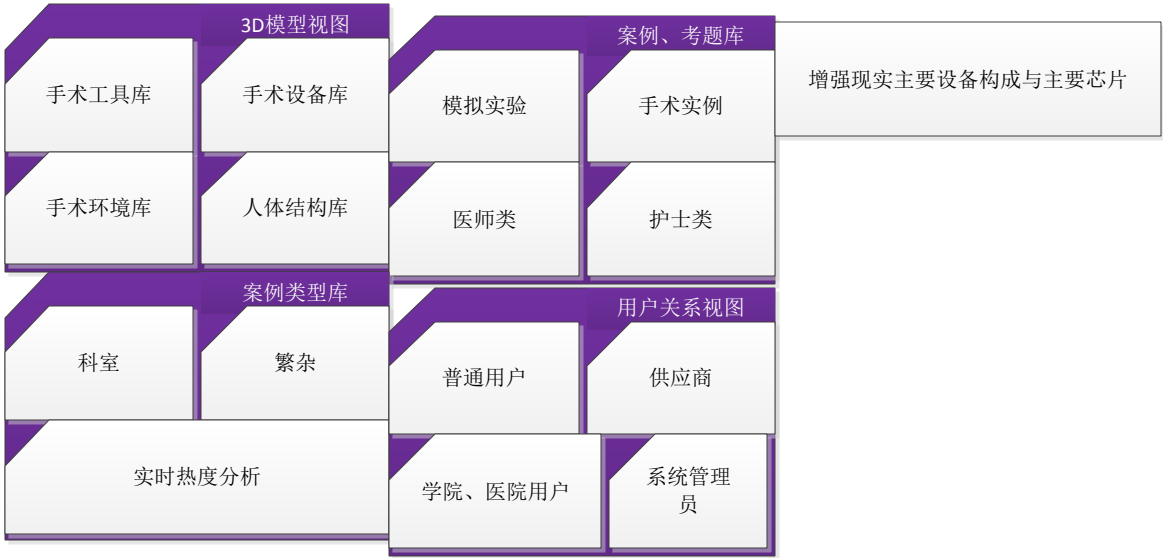 3D模型视图
手术工具库
手术设备库
手术环境库
人体结构库
案例、考题库
模拟实验
手术实例
医师类
护士类
增强现实主要设备构成与主要芯片
案例类型库
科室
繁杂
实时热度分析
用户关系视图
普通用户
供应商
学院、医院用户
系统管理
员